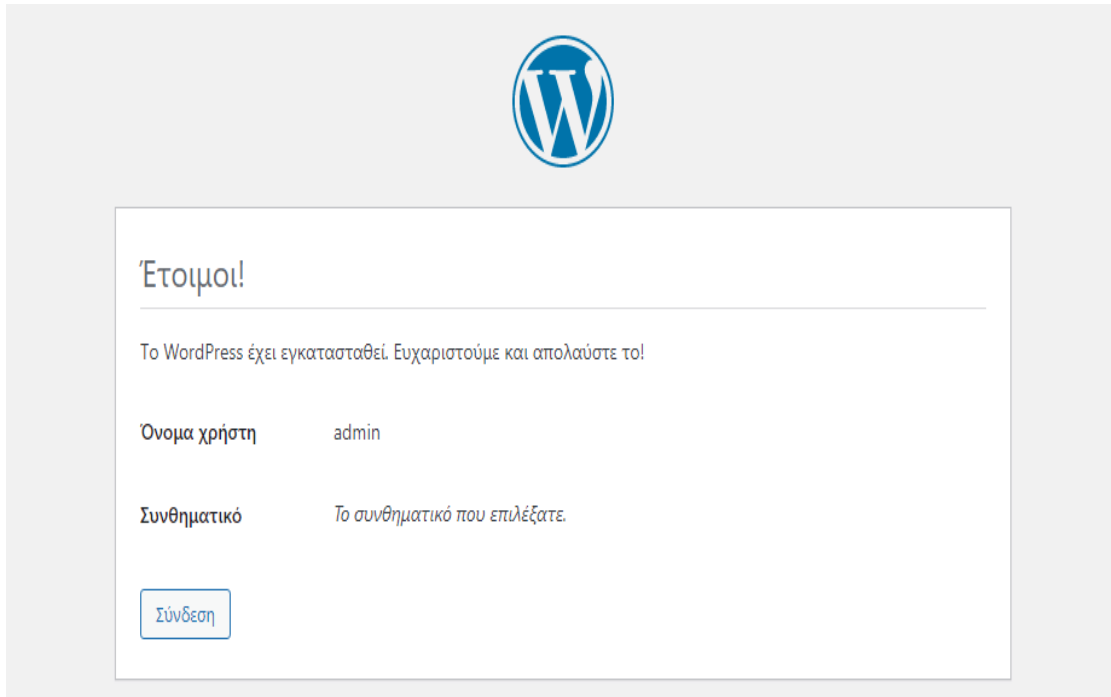 Έτοιμοι!
Το WordPress έχει εγκατασταθεί. Ευχαριστούμε και απολαύστε το!
Όνομα χρήστη admin
Συνθηματικό Το συνθηματικό που επιλέξατε.
Σύνδεση